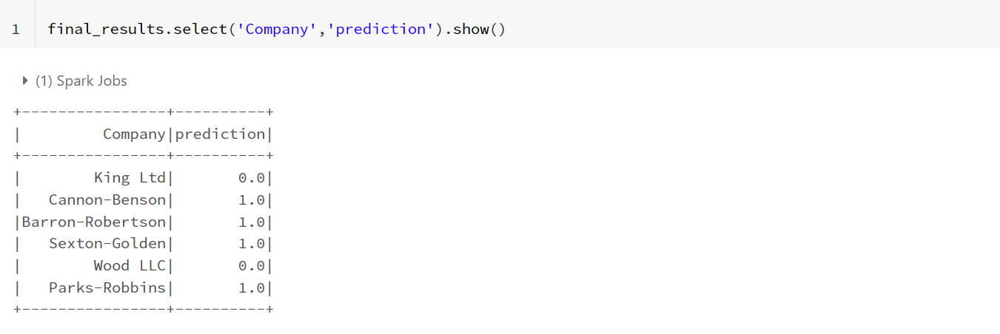 1 final_results.select('Company','prediction').show()
(1) Spark Jobs
+----------------+----------+
|         Company|prediction|
+----------------+----------+
|        King Ltd|       0.0|
|   Cannon-Benson|       1.0|
|Barron-Robertson|       1.0|
|   Sexton-Golden|       1.0|
|        Wood LLC|       0.0|
|   Parks-Robbins|       1.0|
+----------------+----------+